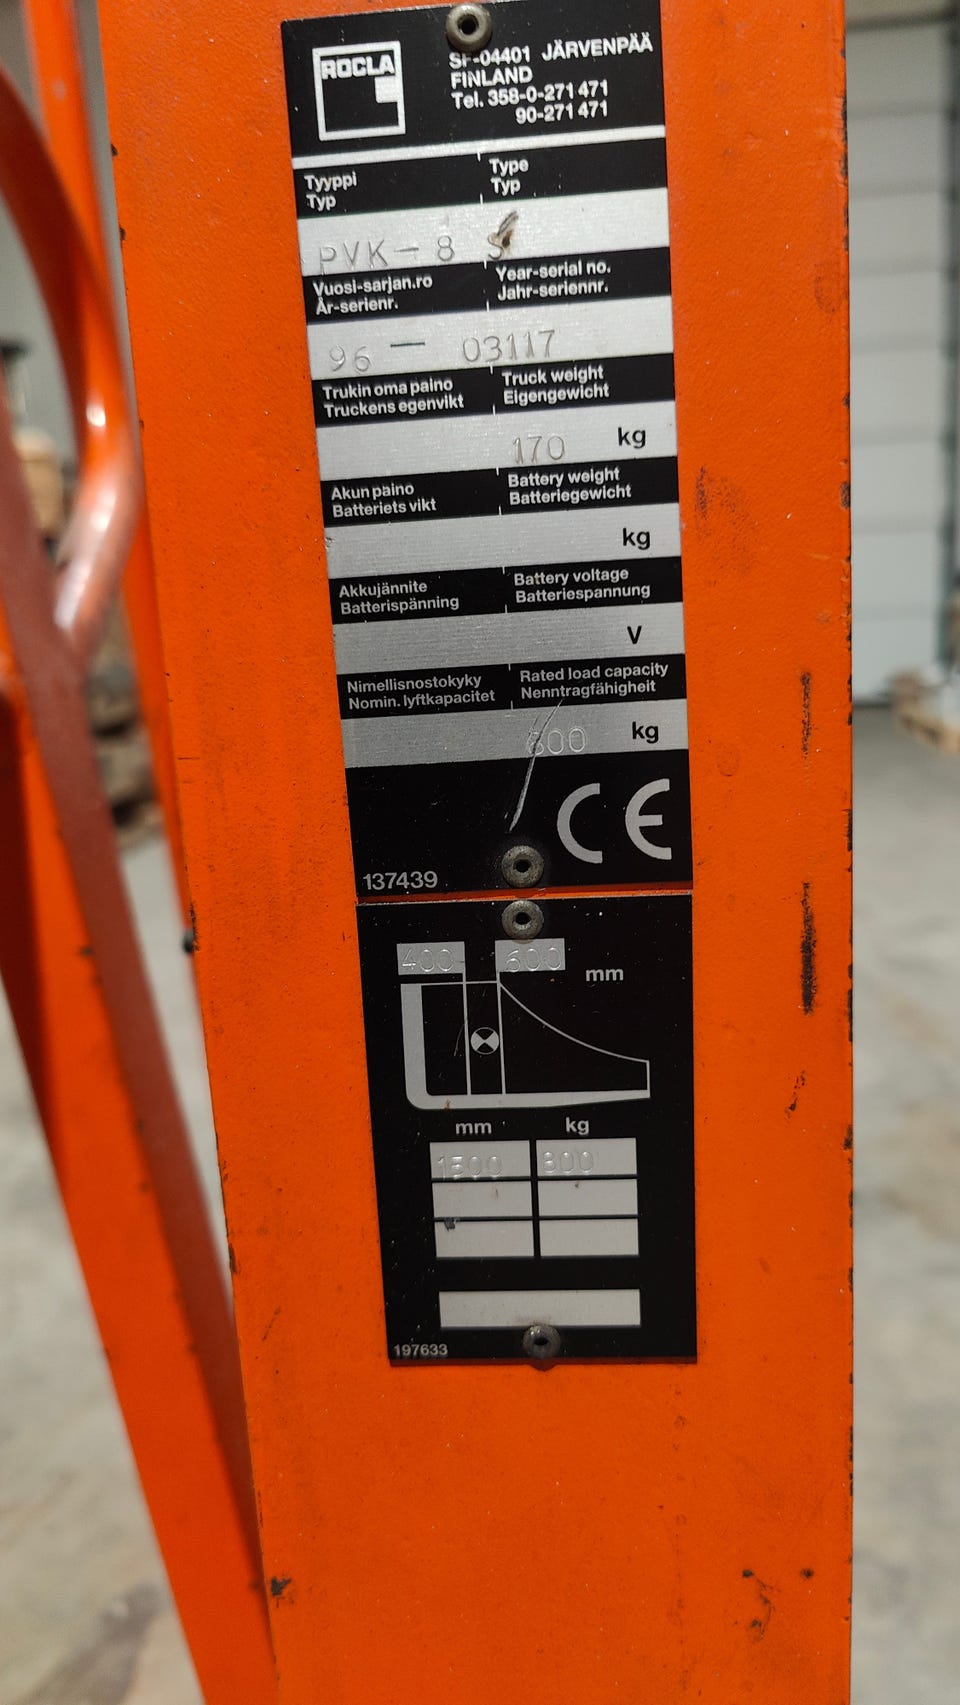 ROCLA
SF-04401 JÄRVENPÄÄ
FINLAND
Tel. 358-0-271 471
90-271 471
Tyyppi
Typ
Type
Typ
PVK - 8 S
Vuosi-sarjan.ro
År-serienr.
Year-serial no.
Jahr-seriennr.
96 — 03117
Trukin oma paino
Truckens egenvikt
Truck weight
Eigengewicht
170 kg
Akun paino
Batteriets vikt
Battery weight
Batteriegewicht
kg
Akkujännite
Batterispänning
Battery voltage
Batteriespannung
V
Nimellisnostokyky
Nomin. lyftkapacitet
Rated load capacity
Nenntragfähigheit
800 kg
CE
137439
400 600 mm
mm kg
1500 800
197633